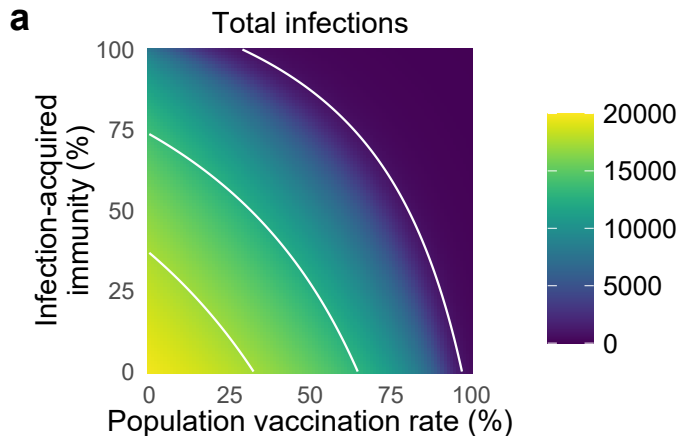 a
Total infections
100
75
50
25
0
Infection-acquired
immunity (%)
0 25 50 75 100
Population vaccination rate (%)
20000
15000
10000
5000
0